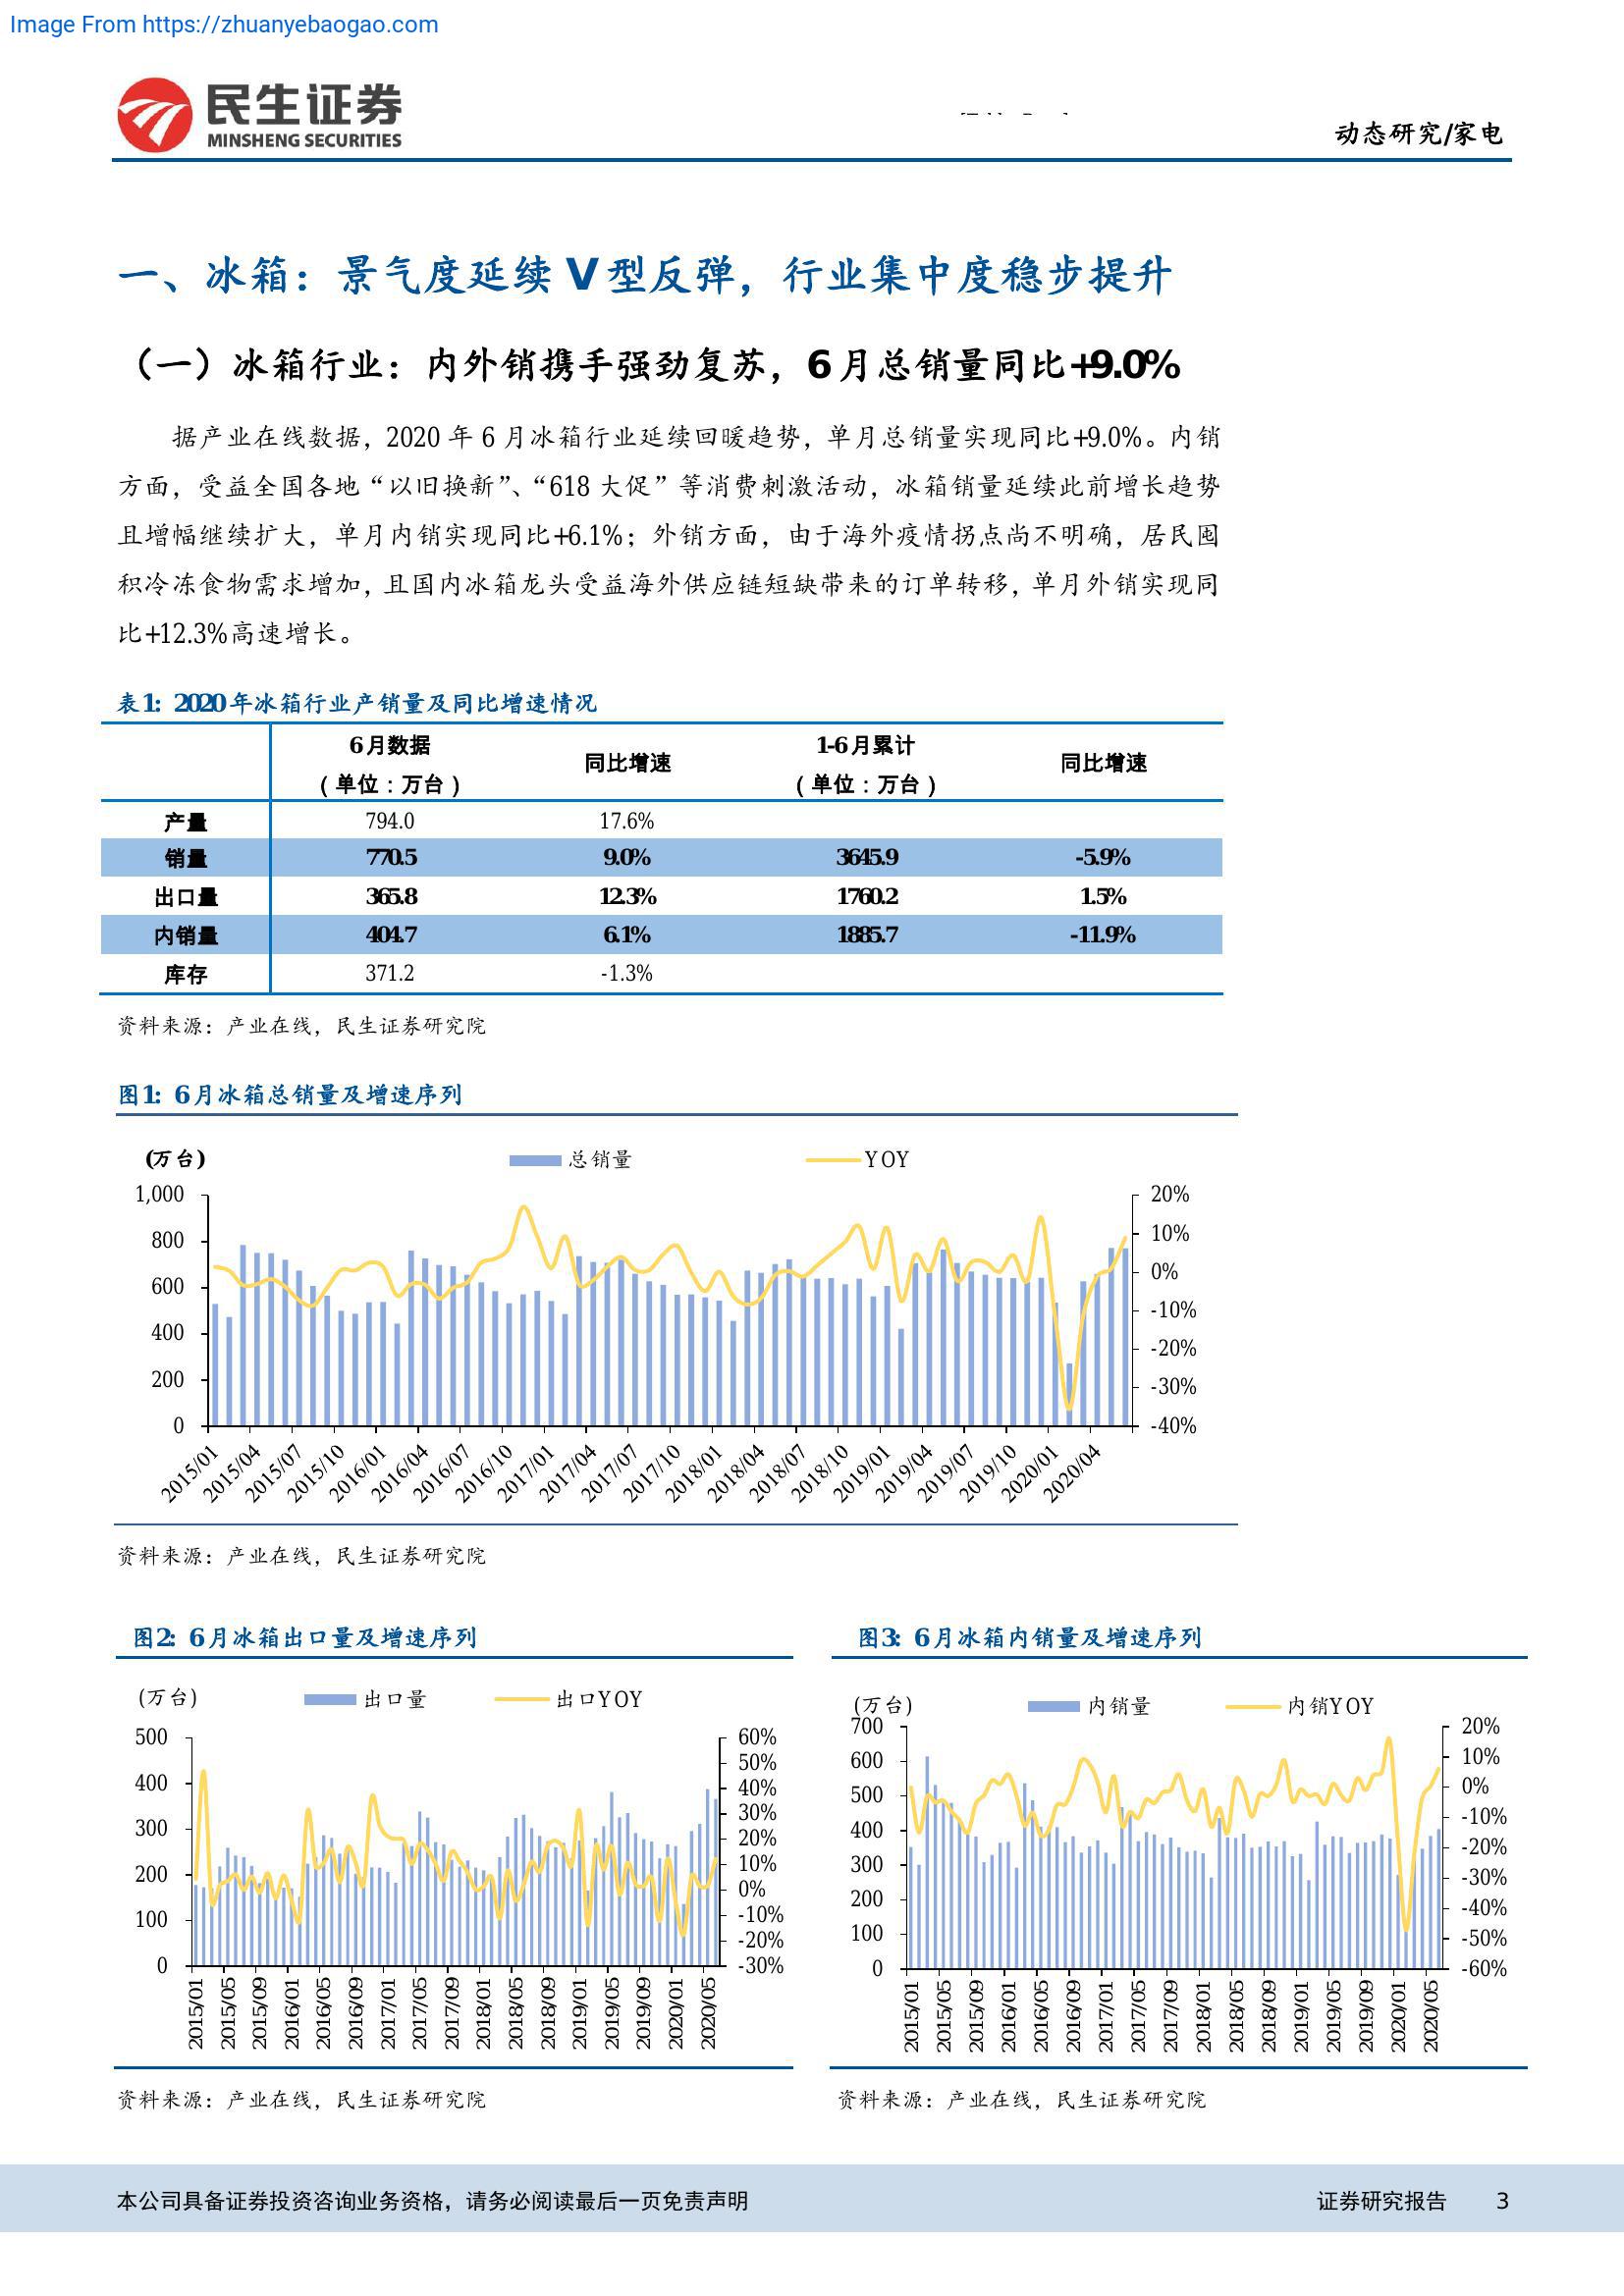 Image From https://zhuanyebaogao.com
民生证券
MINSHENG SECURITIES
动态研究/家电
一、冰箱：景气度延续 V 型反弹，行业集中度稳步提升
（一）冰箱行业：内外销携手强劲复苏，6 月总销量同比+9.0%
据产业在线数据，2020 年 6 月冰箱行业延续回暖趋势，单月总销量实现同比+9.0%。内销
方面，受益全国各地“以旧换新”、“618 大促”等消费刺激活动，冰箱销量延续此前增长趋势
且增幅继续扩大，单月内销实现同比+6.1%；外销方面，由于海外疫情拐点尚不明确，居民囤
积冷冻食物需求增加，且国内冰箱龙头受益海外供应链短缺带来的订单转移，单月外销实现同
比+12.3%高速增长。
表1：2020 年冰箱行业产销量及同比增速情况
6 月数据 同比增速 1-6 月累计 同比增速
（单位：万台） （单位：万台）
产量 794.0 17.6%
销量 770.5 9.0% 3645.9 -5.9%
出口量 365.8 12.3% 1760.2 1.5%
内销量 404.7 6.1% 1885.7 -11.9%
库存 371.2 -1.3%
资料来源：产业在线，民生证券研究院
图1：6 月冰箱总销量及增速序列
(万台) 总销量 YOY
1,000 20%
800 10%
600 0%
400 -10%
200 -20%
0 -30%
-40%
2015/01 2015/04 2015/07 2015/10 2016/01 2016/04 2016/07 2016/10 2017/01 2017/04 2017/07 2017/10 2018/01 2018/04 2018/07 2018/10 2019/01 2019/04 2019/07 2019/10 2020/01 2020/04
资料来源：产业在线，民生证券研究院
图2：6 月冰箱出口量及增速序列
(万台) 出口量 出口YOY
500 60%
400 50%
300 40%
200 30%
100 20%
0 10%
0%
-10%
-20%
-30%
2015/01 2015/05 2015/09 2016/01 2016/05 2016/09 2017/01 2017/05 2017/09 2018/01 2018/05 2018/09 2019/01 2019/05 2019/09 2020/01 2020/05
资料来源：产业在线，民生证券研究院
图3：6 月冰箱内销量及增速序列
(万台) 内销量 内销YOY
700 20%
600 10%
500 0%
400 -10%
300 -20%
200 -30%
100 -40%
0 -50%
-60%
2015/01 2015/05 2015/09 2016/01 2016/05 2016/09 2017/01 2017/05 2017/09 2018/01 2018/05 2018/09 2019/01 2019/05 2019/09 2020/01 2020/05
资料来源：产业在线，民生证券研究院
本公司具备证券投资咨询业务资格，请务必阅读最后一页免责声明 证券研究报告 3